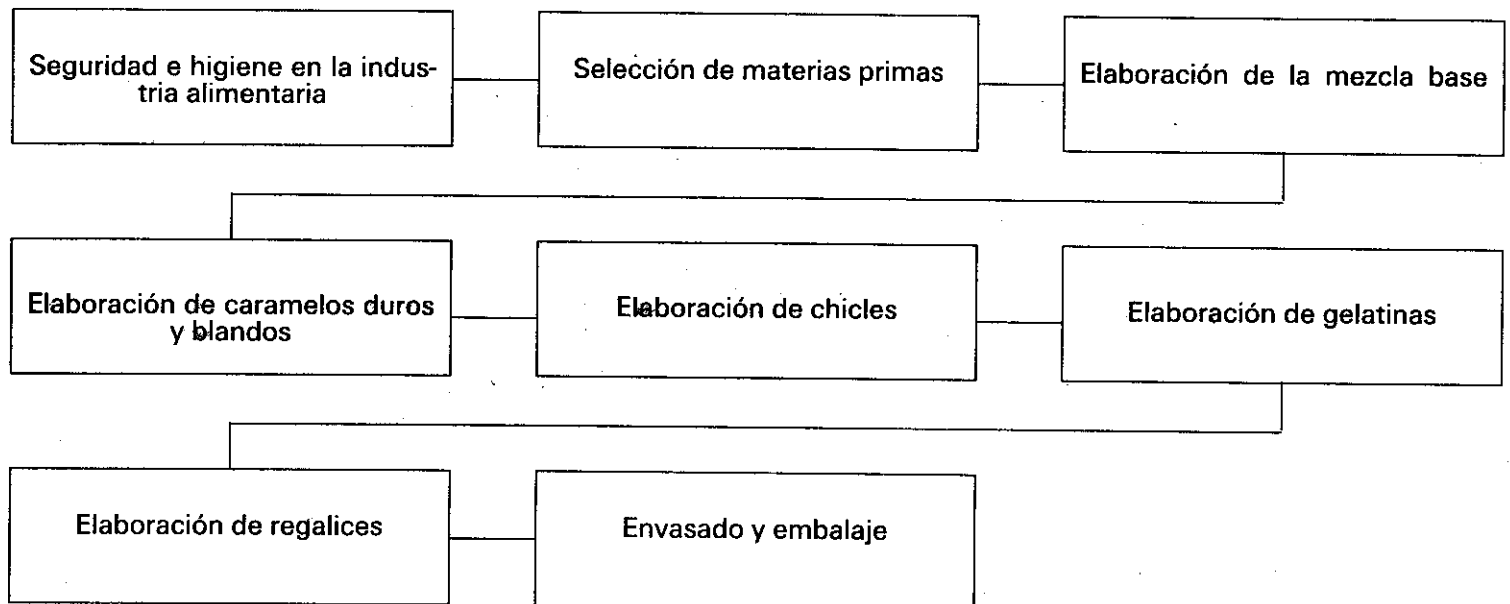 Seguridad e higiene en la indus-
tria alimentaria
Selección de materias primas
Elaboración de la mezcla base
Elaboración de caramelos duros
y blandos
Elaboración de chicles
Elaboración de gelatinas
Elaboración de regalices
Envasado y embalaje